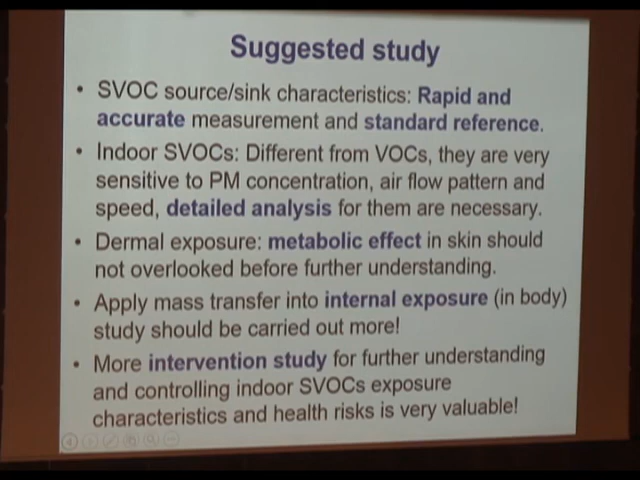 Suggested study
• SVOC source/sink characteristics: Rapid and
accurate measurement and standard reference.
• Indoor SVOCs: Different from VOCs, they are very
sensitive to PM concentration, air flow pattern and
speed, detailed analysis for them are necessary.
• Dermal exposure: metabolic effect in skin should
not overlooked before further understanding.
• Apply mass transfer into internal exposure (in body)
study should be carried out more!
• More intervention study for further understanding
and controlling indoor SVOCs exposure
characteristics and health risks is very valuable!